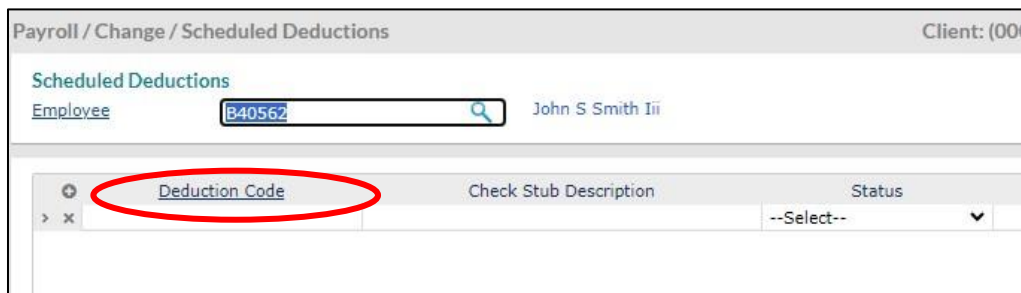 Payroll / Change / Scheduled Deductions Client: (000
Scheduled Deductions
Employee B40562 John S Smith Iii
Deduction Code Check Stub Description Status
--Select--